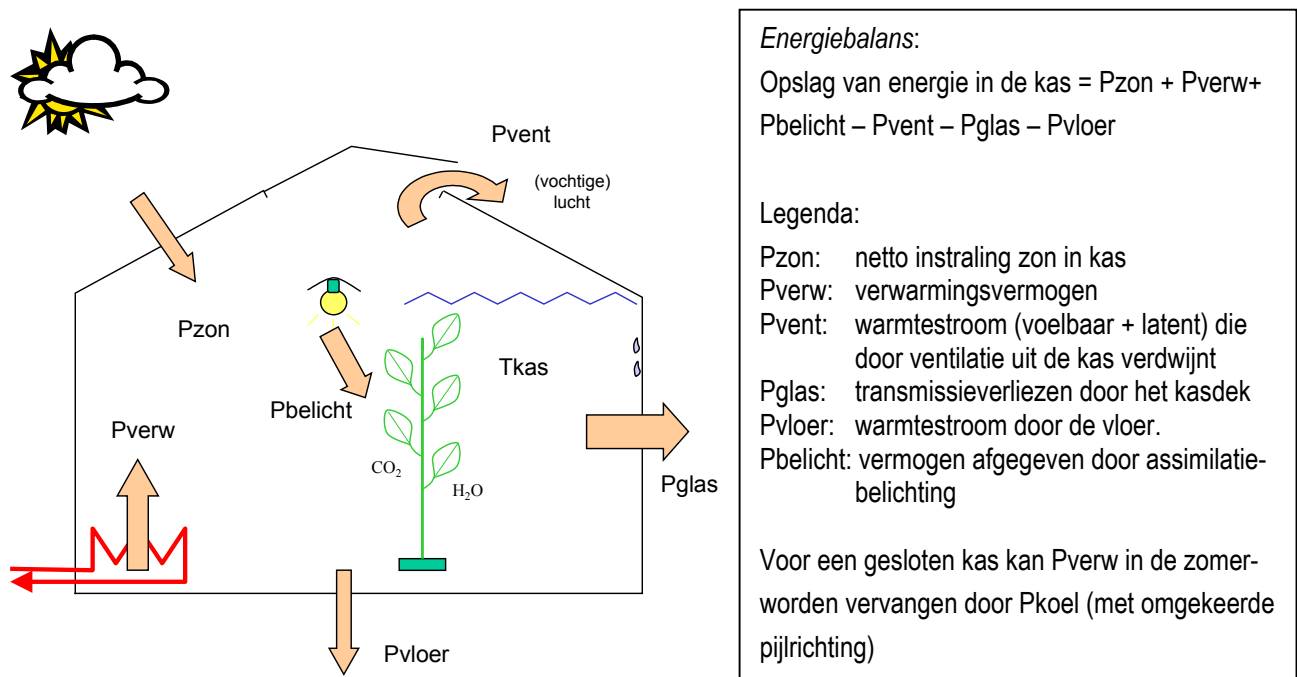 Pvent
(vochtige)
lucht
Pzon
Tkas
Pbelicht
Pverw
CO₂
H₂O
Pglas
Pvloer
Energiebalans:
Opslag van energie in de kas = Pzon + Pverw+
Pbelicht – Pvent – Pglas – Pvloer
Legenda:
Pzon: netto instraling zon in kas
Pverw: verwarmingsvermogen
Pvent: warmtestroom (voelbaar + latent) die
door ventilatie uit de kas verdwijnt
Pglas: transmissieverliezen door het kasdek
Pvloer: warmtestroom door de vloer.
Pbelicht: vermogen afgegeven door assimilatie-
belichting
Voor een gesloten kas kan Pverw in de zomer-
worden vervangen door Pkoel (met omgekeerde
pijlrichting)